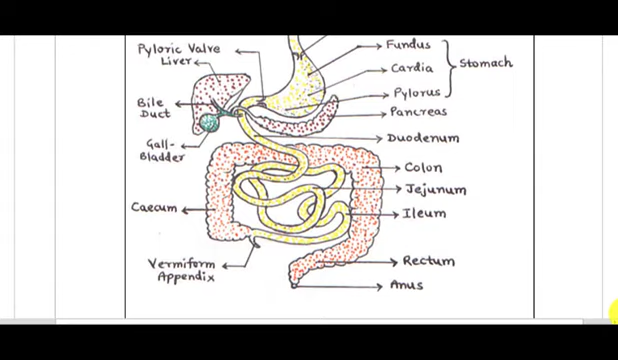 Pyloric Valve
Liver
Bile
Duct
Gall-
Bladder
Caecum
Vermiform
Appendix
Fundus
Cardia
Pylorus
Stomach
Pancreas
Duodenum
Colon
Jejunum
Ileum
Rectum
Anus